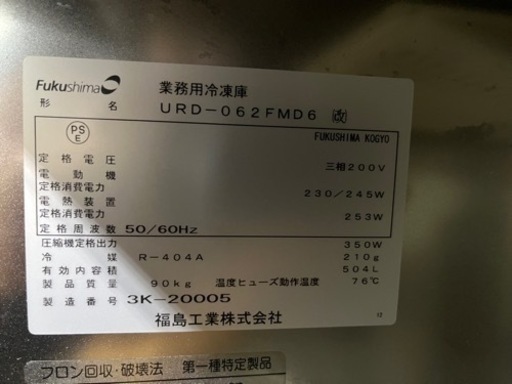 Fukushima 業務用冷凍庫
形名 URD-062FMD6 改
PS E FUKUSHIMA KOGYO
定格電圧 三相200V
電動機
定格消費電力 230/245W
電熱装置
定格消費電力 253W
定格周波数 50/60Hz
圧縮機定格出力 350W
冷媒 R-404A 210g
有効内容積 504L
製品質量 90kg 温度ヒューズ動作温度 76℃
製造番号 3K-20005
福島工業株式会社
フロン回収・破壊法 第一種特定製品